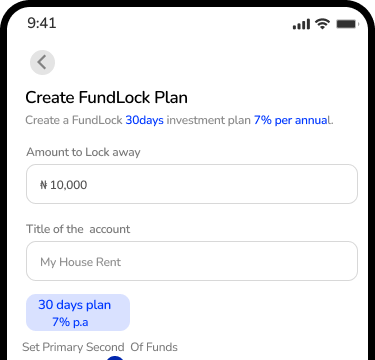 9:41
Create FundLock Plan
Create a FundLock 30days investment plan 7% per annual.
Amount to Lock away
₦ 10,000
Title of the account
My House Rent
30 days plan
7% p.a
Set Primary Second Of Funds